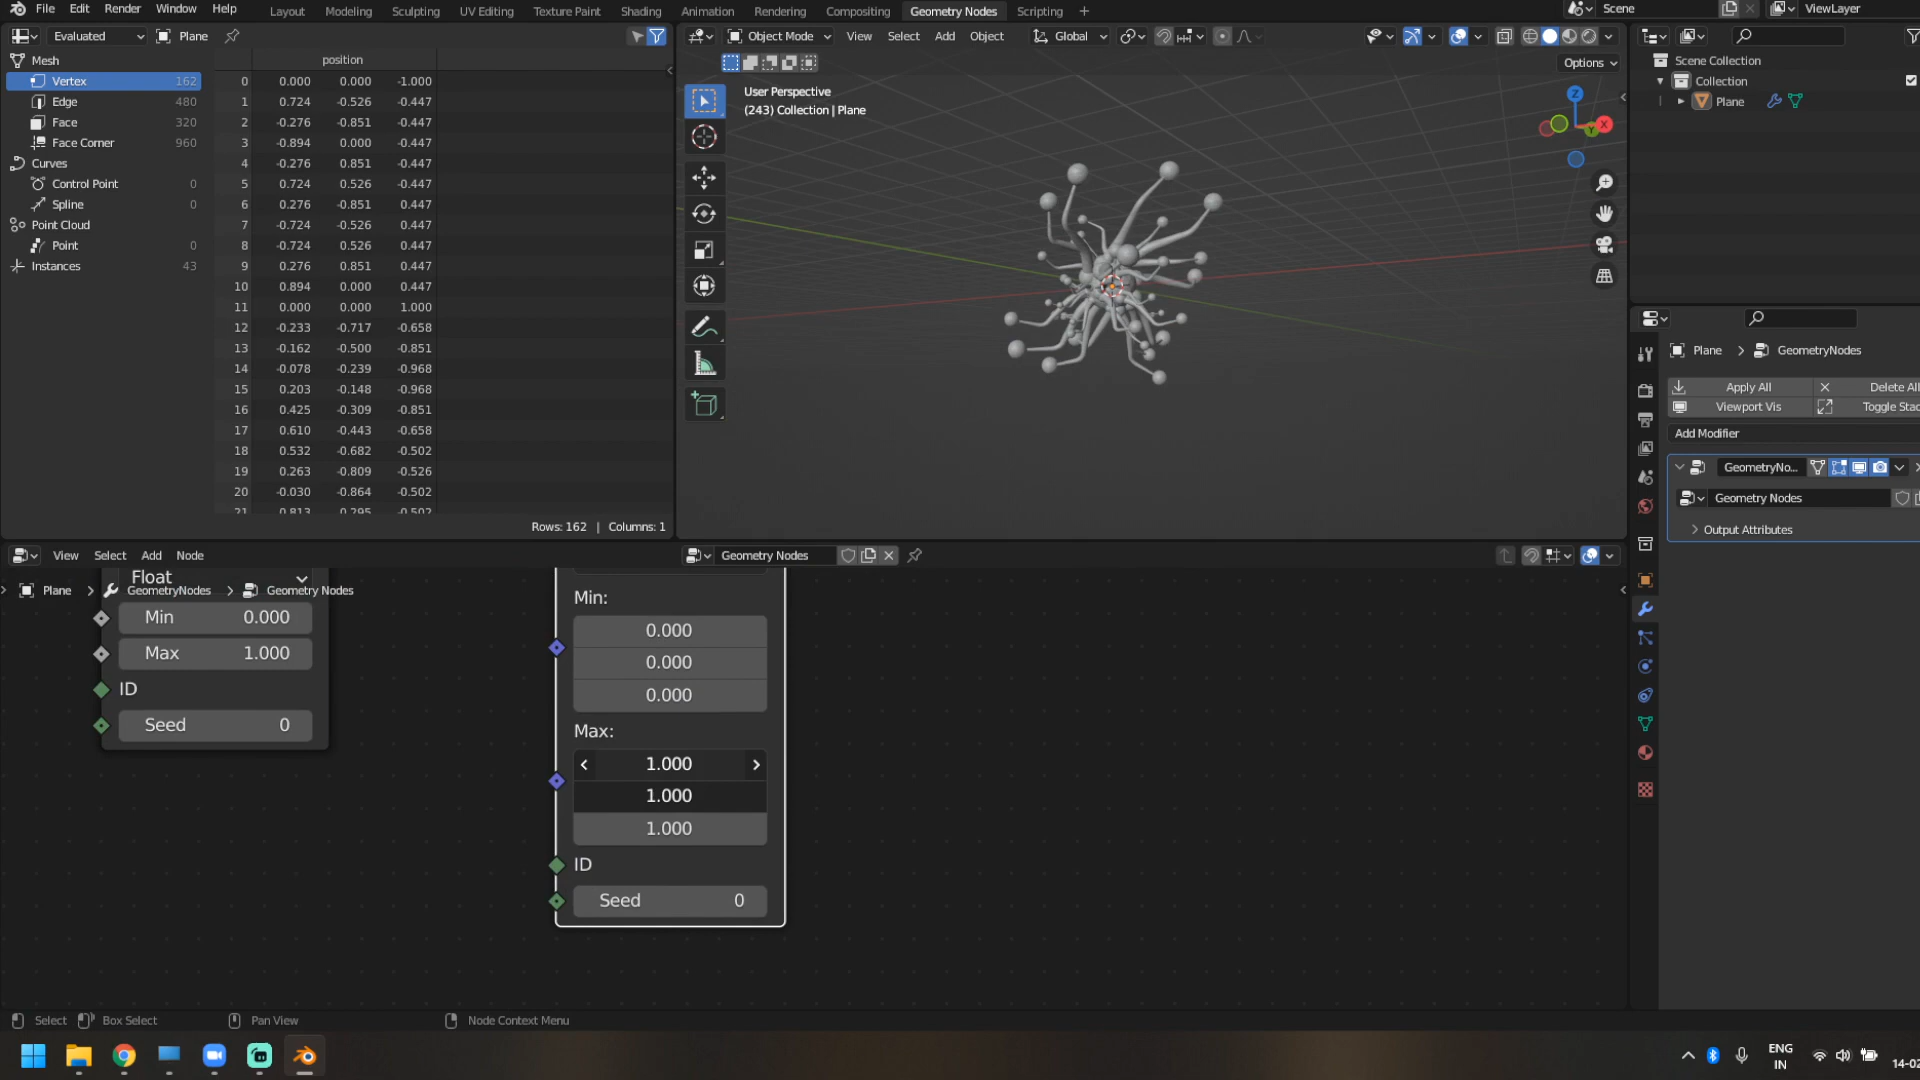 File Edit Render Window Help Layout Modeling Sculpting UV Editing Texture Paint Shading Animation Rendering Compositing Geometry Nodes Scripting + Scene ViewLayer
Evaluated Plane
Object Mode View Select Add Object Global
position
Mesh
Vertex 162
Edge 480
Face 320
Face Corner 960
Curves
Control Point 0
Spline 0
Point Cloud
Point 0
Instances 43
0 0.000 0.000 -1.000
1 0.724 -0.526 -0.447
2 -0.276 -0.851 -0.447
3 -0.894 0.000 -0.447
4 -0.276 0.851 -0.447
5 0.724 0.526 -0.447
6 0.276 -0.851 0.447
7 -0.724 -0.526 0.447
8 -0.724 0.526 0.447
9 0.276 0.851 0.447
10 0.894 0.000 0.447
11 0.000 0.000 1.000
12 -0.233 -0.717 -0.658
13 -0.162 -0.500 -0.851
14 -0.078 -0.239 -0.968
15 0.203 -0.148 -0.968
16 0.425 -0.309 -0.851
17 0.610 -0.443 -0.658
18 0.532 -0.682 -0.502
19 0.263 -0.809 -0.526
20 -0.030 -0.864 -0.502
21 0.813 0.295 -0.502
Rows: 162 | Columns: 1
Options
User Perspective
(243) Collection | Plane
Z
X
Y
Scene Collection
Collection
Plane
Plane > GeometryNodes
Apply All Delete All
Viewport Vis Toggle Stac
Add Modifier
GeometryNo...
Geometry Nodes
Output Attributes
View Select Add Node Geometry Nodes
Float
Plane > GeometryNodes > Geometry Nodes
Min 0.000
Max 1.000
ID
Seed 0
Min:
0.000
0.000
0.000
Max:
1.000
1.000
1.000
ID
Seed 0
Select Box Select Pan View Node Context Menu
ENG
IN
14-02